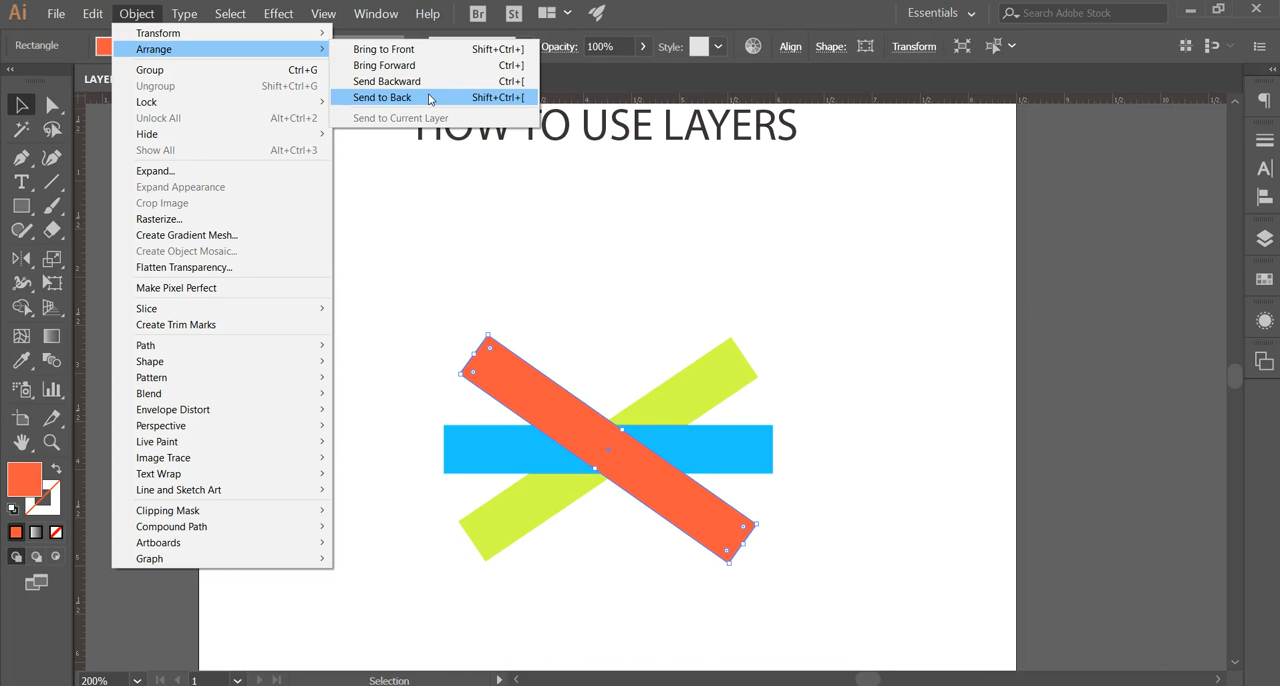 Ai File Edit Object Type Select Effect View Window Help Br St Essentials Search Adobe Stock
Rectangle Opacity: 100% Style: Align Shape: Transform
Transform
Arrange
Group Ctrl+G
Ungroup Shift+Ctrl+G
Lock
Unlock All Alt+Ctrl+2
Hide
Show All Alt+Ctrl+3
Expand...
Expand Appearance
Crop Image
Rasterize...
Create Gradient Mesh...
Create Object Mosaic...
Flatten Transparency...
Make Pixel Perfect
Slice
Create Trim Marks
Path
Shape
Pattern
Blend
Envelope Distort
Perspective
Live Paint
Image Trace
Text Wrap
Line and Sketch Art
Clipping Mask
Compound Path
Artboards
Graph
Bring to Front Shift+Ctrl+]
Bring Forward Ctrl+]
Send Backward Ctrl+[
Send to Back Shift+Ctrl+[
Send to Current Layer
LAYE
HOW TO USE LAYERS
200% 1 Selection